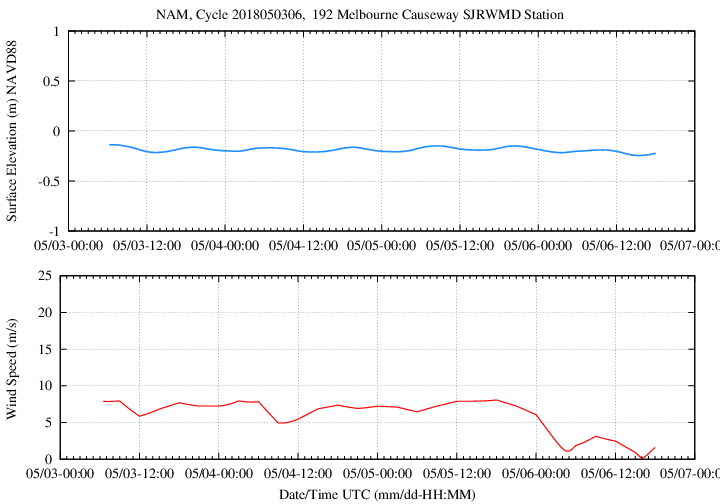 NAM, Cycle 2018050306,  192 Melbourne Causeway SJRWMD Station
Surface Elevation (m) NAVD88
1
0.5
0
-0.5
-1
05/03-00:00 05/03-12:00 05/04-00:00 05/04-12:00 05/05-00:00 05/05-12:00 05/06-00:00 05/06-12:00 05/07-0
Wind Speed (m/s)
25
20
15
10
5
0
05/03-00:00 05/03-12:00 05/04-00:00 05/04-12:00 05/05-00:00 05/05-12:00 05/06-00:00 05/06-12:00 05/07-0
Date/Time UTC (mm/dd-HH:MM)